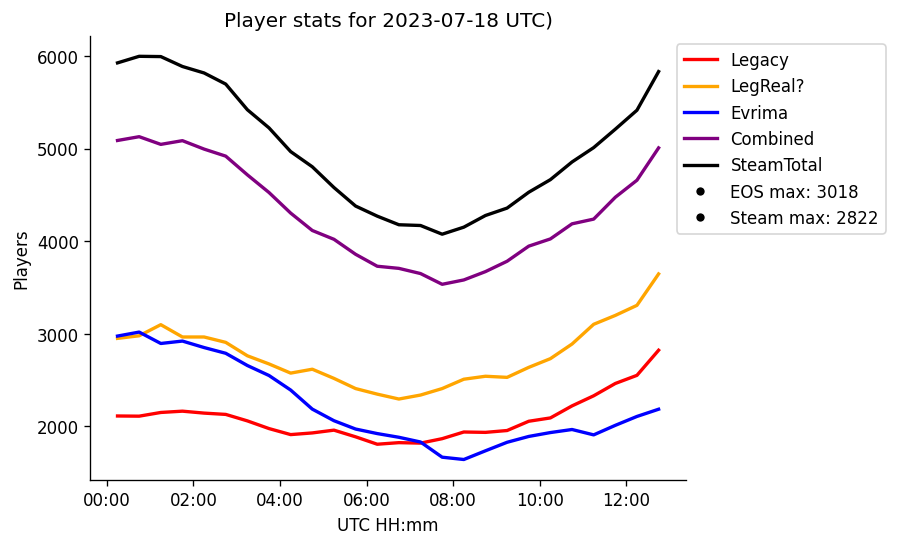 Player stats for 2023-07-18 UTC)
6000
5000
4000
3000
2000
Players
00:00 02:00 04:00 06:00 08:00 10:00 12:00
UTC HH:mm
Legacy
LegReal?
Evrima
Combined
SteamTotal
EOS max: 3018
Steam max: 2822